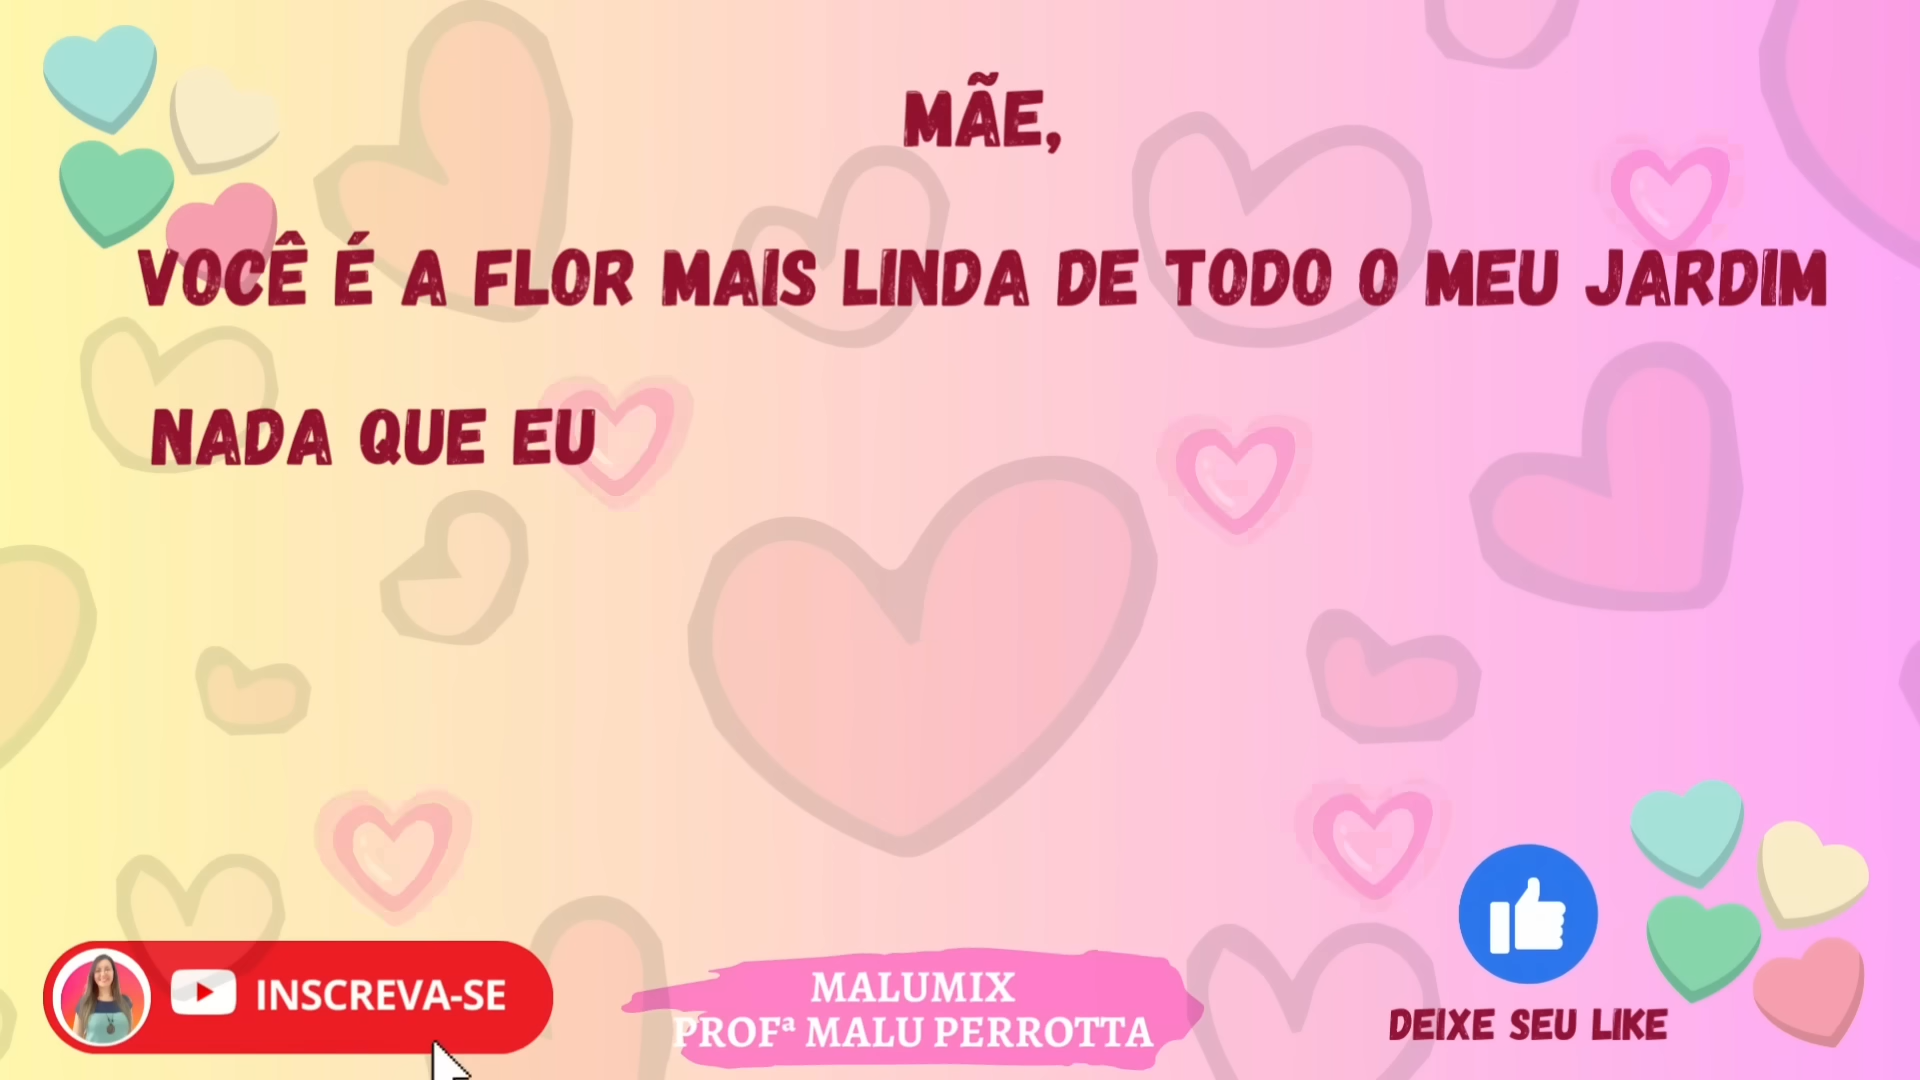 MÃE,
VOCÊ É A FLOR MAIS LINDA DE TODO O MEU JARDIM
NADA QUE EU
INSCREVA-SE
MALUMIX
PROFª MALU PERROTTA
DEIXE SEU LIKE